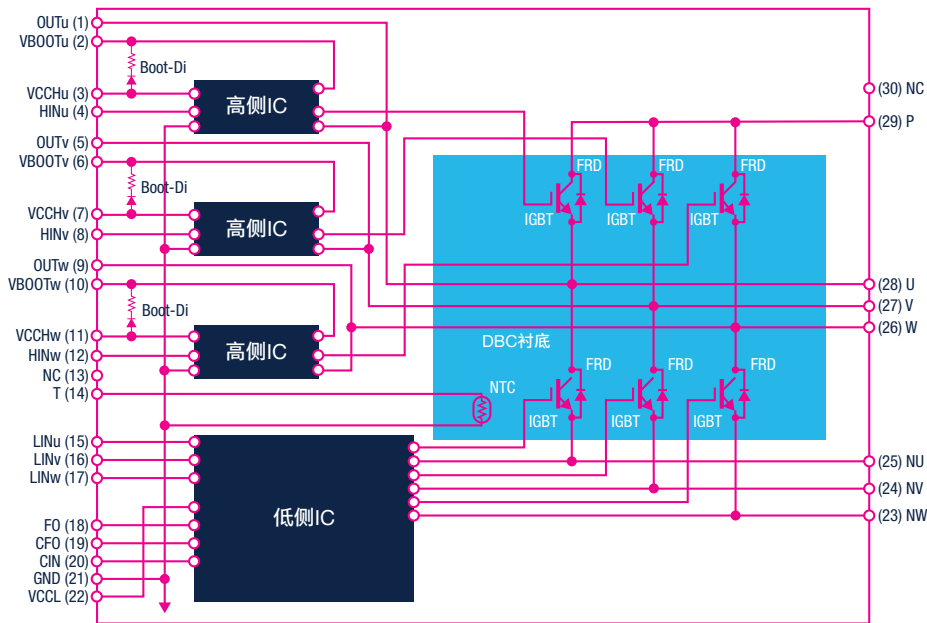 OUTu (1)
VBOOTu (2)
Boot-Di
VCCHu (3)
HINu (4)
高侧IC
OUTv (5)
VBOOTv (6)
Boot-Di
VCCHv (7)
HINv (8)
高侧IC
OUTw (9)
VBOOTw (10)
Boot-Di
VCCHw (11)
HINw (12)
高侧IC
NC (13)
T (14)
LINu (15)
LINv (16)
LINw (17)
FO (18)
CFO (19)
CIN (20)
GND (21)
VCCL (22)
低侧IC
NTC
DBC衬底
FRD
FRD
FRD
IGBT
IGBT
IGBT
FRD
FRD
FRD
IGBT
IGBT
IGBT
(30) NC
(29) P
(28) U
(27) V
(26) W
(25) NU
(24) NV
(23) NW